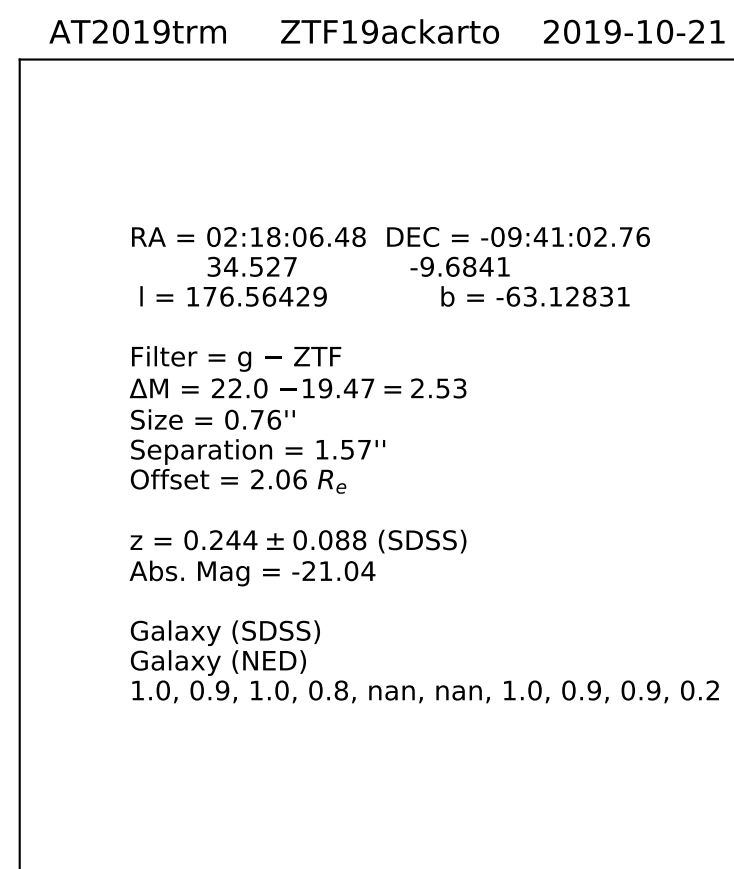 AT2019trm ZTF19ackarto 2019-10-21
RA = 02:18:06.48 DEC = -09:41:02.76
34.527 -9.6841
l = 176.56429 b = -63.12831
Filter = g − ZTF
ΔM = 22.0 −19.47 = 2.53
Size = 0.76''
Separation = 1.57''
Offset = 2.06 Rₑ
z = 0.244 ± 0.088 (SDSS)
Abs. Mag = -21.04
Galaxy (SDSS)
Galaxy (NED)
1.0, 0.9, 1.0, 0.8, nan, nan, 1.0, 0.9, 0.9, 0.2